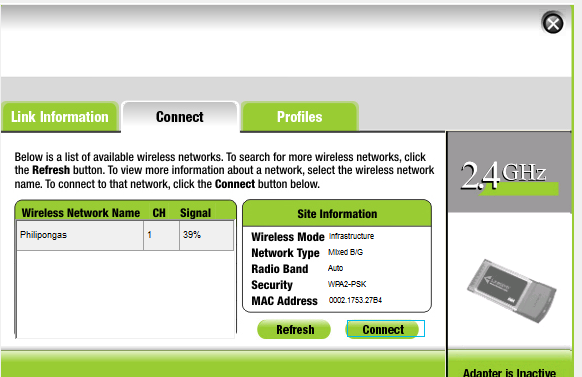 Link Information
Connect
Profiles
Below is a list of available wireless networks. To search for more wireless networks, click
the Refresh button. To view more information about a network, select the wireless network
name. To connect to that network, click the Connect button below.
Wireless Network Name CH Signal
Philipongas 1 39%
Site Information
Wireless Mode Infrastructure
Network Type Mixed B/G
Radio Band Auto
Security WPA2-PSK
MAC Address 0002.1753.27B4
Refresh
Connect
2.4GHz
Adapter is Inactive